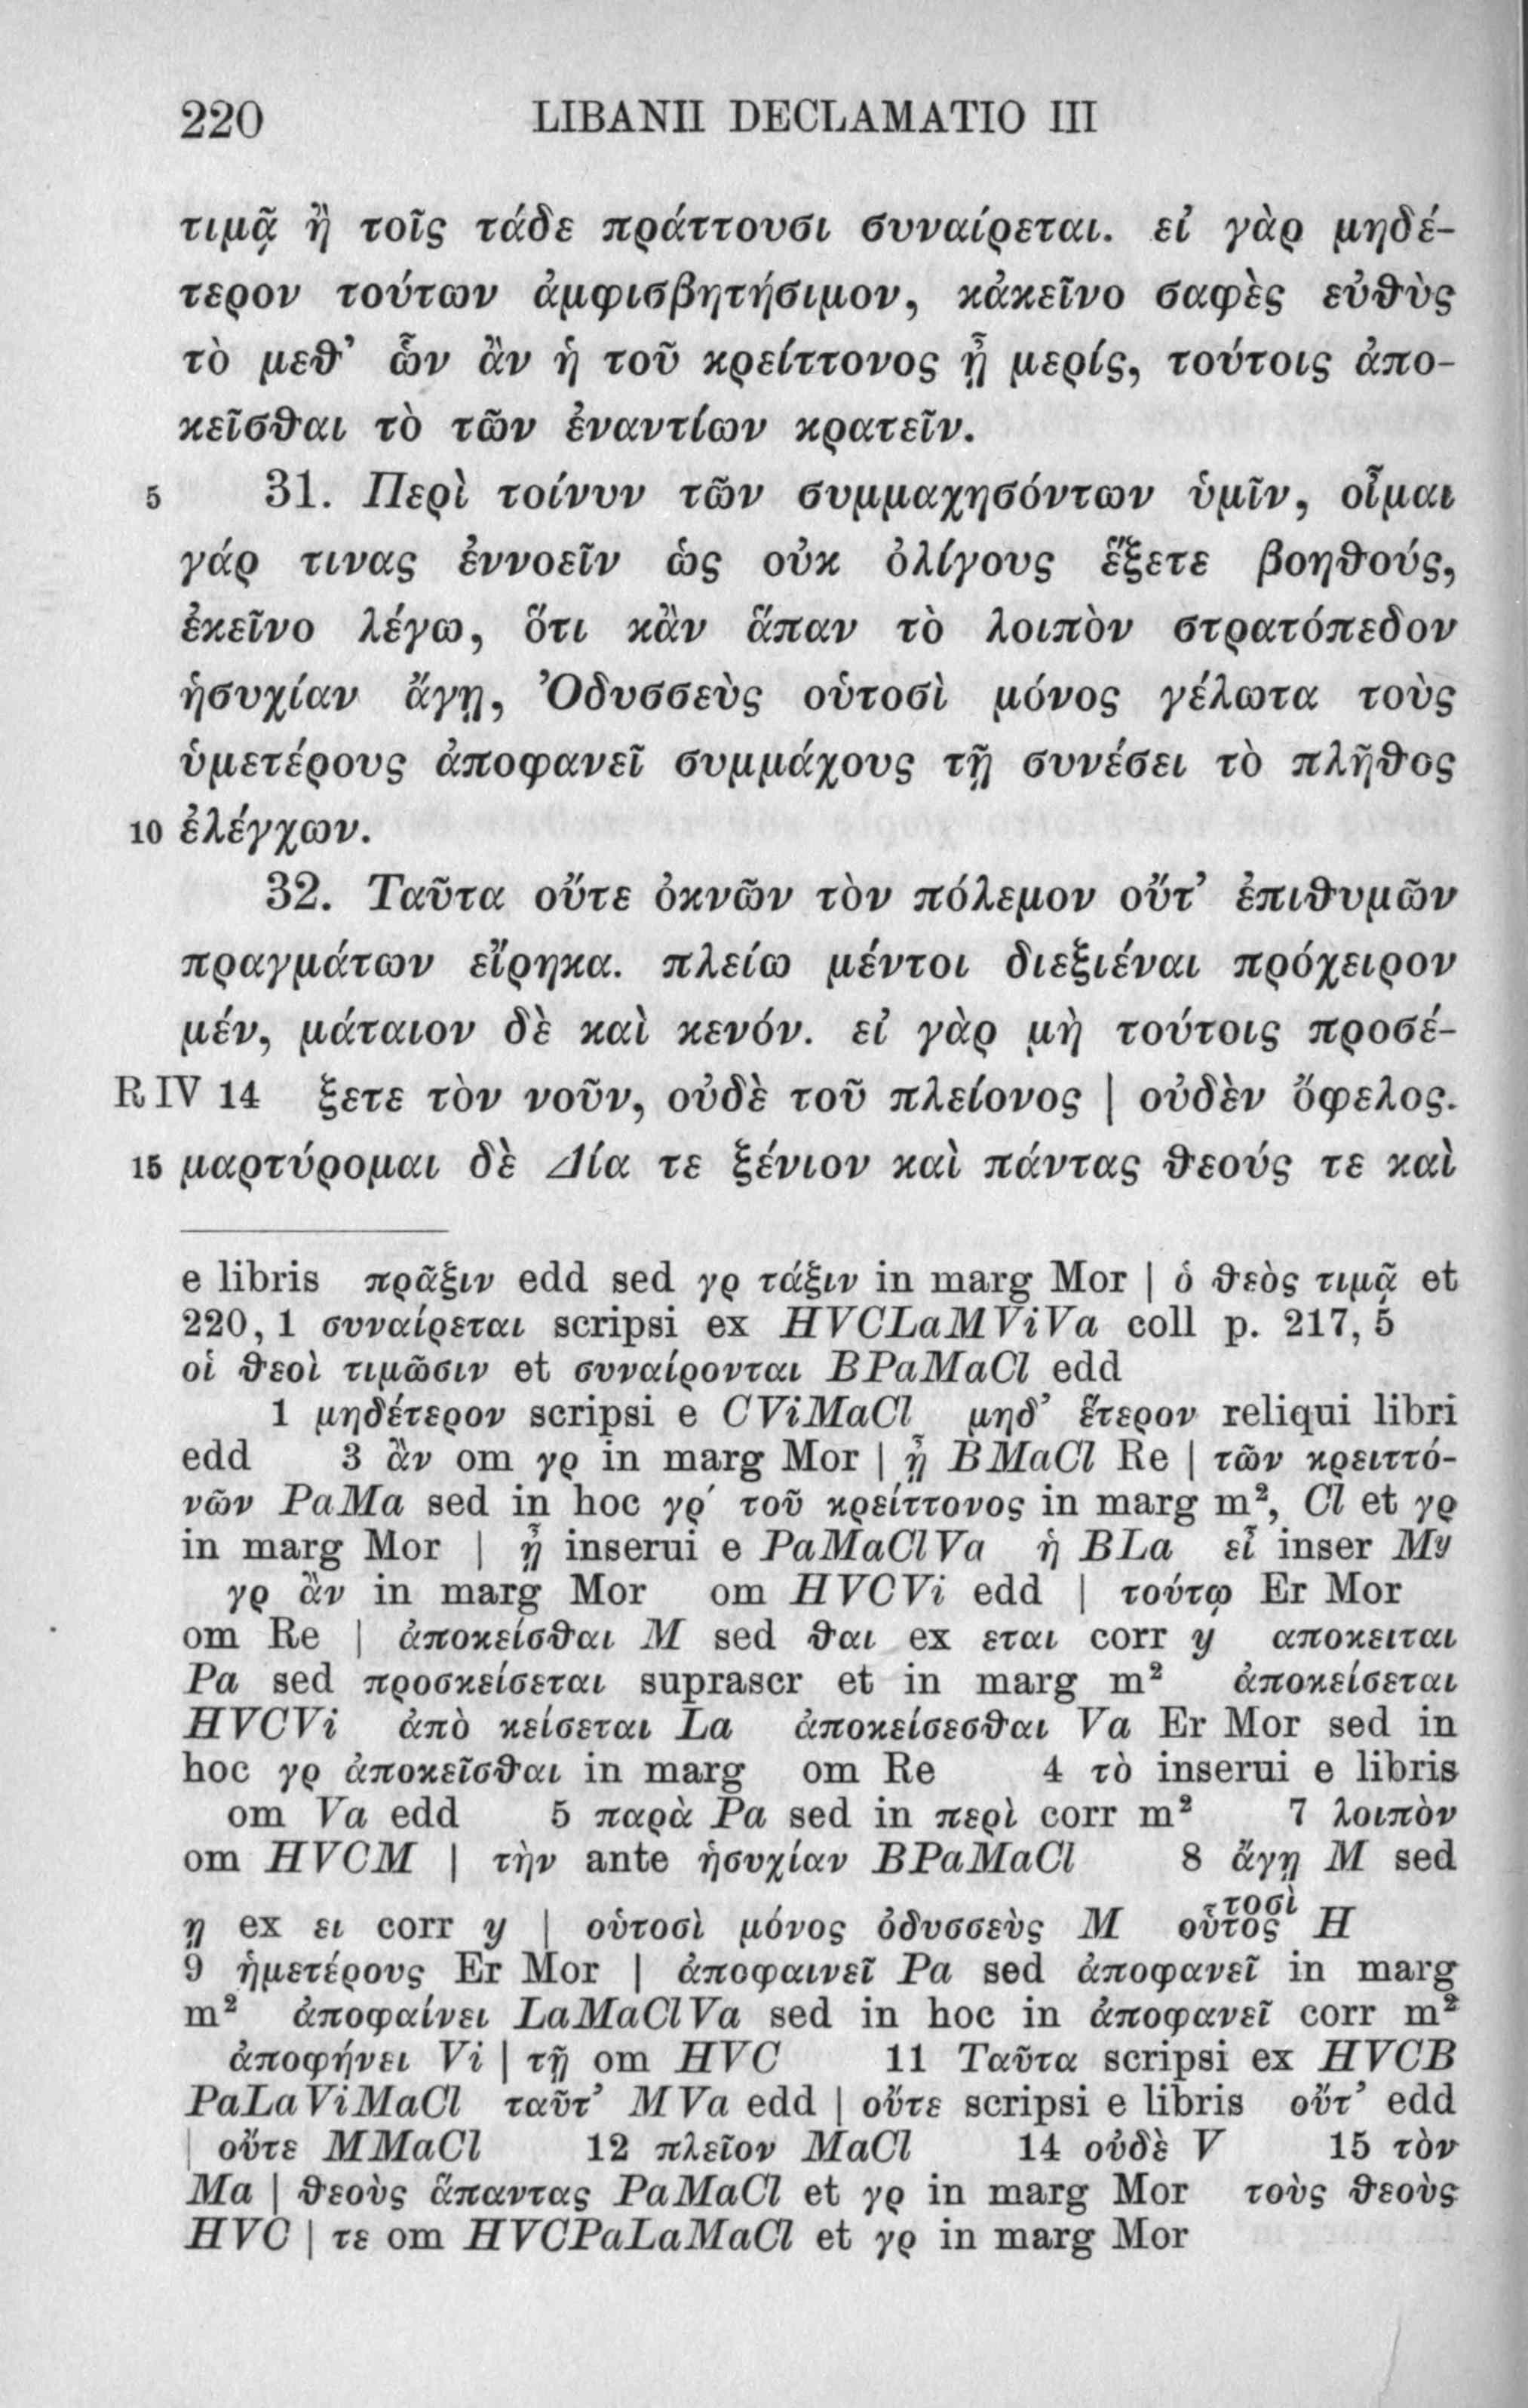 220 LIBANII DECLAMATIO III
τιμᾷ ἢ τοῖς τάδε πράττουσι συναίρεται. εἰ γὰρ μηδέ-
τερον τούτων ἀμφισβητήσιμον, κἀκεῖνο σαφὲς εὐθὺς
τὸ μεθ’ ὧν ἂν ἡ τοῦ κρείττονος ᾖ μερίς, τούτοις ἀπο-
κεῖσθαι τὸ τῶν ἐναντίων κρατεῖν.
5 31. Περὶ τοίνυν τῶν συμμαχησόντων ὑμῖν, οἶμαι
γάρ τινας ἐννοεῖν ὡς οὐκ ὀλίγους ἕξετε βοηθούς,
ἐκεῖνο λέγω, ὅτι κἂν ἅπαν τὸ λοιπὸν στρατόπεδον
ἡσυχίαν ἄγῃ, Ὀδυσσεὺς οὑτοσὶ μόνος γέλωτα τοὺς
ὑμετέρους ἀποφανεῖ συμμάχους τῇ συνέσει τὸ πλῆθος
10 ἐλέγχων.
32. Ταῦτα οὔτε ὀκνῶν τὸν πόλεμον οὔτ’ ἐπιθυμῶν
πραγμάτων εἴρηκα. πλείω μέντοι διεξιέναι πρόχειρον
μέν, μάταιον δὲ καὶ κενόν. εἰ γὰρ μὴ τούτοις προσέ-
R IV 14 ξετε τὸν νοῦν, οὐδὲ τοῦ πλείονος | οὐδὲν ὄφελος.
15 μαρτύρομαι δὲ Δία τε ξένιον καὶ πάντας θεούς τε καὶ
e libris πρᾶξιν edd sed γρ τάξιν in marg Mor | ὁ θεὸς τιμᾷ et
220, 1 συναίρεται scripsi ex HVCLaMViVa coll p. 217, 5
οἱ θεοὶ τιμῶσιν et συναίρονται BPaMaCl edd
1 μηδέτερον scripsi e CViMaCl μηδ’ ἕτερον reliqui libri
edd 3 ἂν om γρ in marg Mor | ᾖ BMaCl Re | τῶν κρειττό-
νῶν PaMa sed in hoc γρ´ τοῦ κρείττονος in marg m², Cl et γρ
in marg Mor | ᾖ inserui e PaMaClVa ἡ BLa εἶ inser My
γρ ἂν in marg Mor om HVCVi edd | τούτῳ Er Mor
om Re | ἀποκείσθαι M sed θαι ex εται corr y αποκειται
Pa sed προσκείσεται suprascr et in marg m² ἀποκείσεται
HVCVi ἀπὸ κείσεται La ἀποκείσεσθαι Va Er Mor sed in
hoc γρ ἀποκεῖσθαι in marg om Re 4 τὸ inserui e libris
om Va edd 5 παρὰ Pa sed in περὶ corr m² 7 λοιπὸν
om HVCM | τὴν ante ἡσυχίαν BPaMaCl 8 ἄγῃ M sed
ῃ ex ει corr y | οὑτοσὶ μόνος ὀδυσσεὺς M οὗτος τοσὶ H
9 ἡμετέρους Er Mor | ἀποφαινεῖ Pa sed ἀποφανεῖ in marg
m² ἀποφαίνει LaMaClVa sed in hoc in ἀποφανεῖ corr m²
ἀποφήνει Vi | τῇ om HVC 11 Ταῦτα scripsi ex HVCB
PaLaViMaCl ταῦτ’ MVa edd | οὔτε scripsi e libris οὔτ’ edd
| οὔτε MMaCl 12 πλεῖον MaCl 14 οὐδὲ V 15 τὸν
Ma | θεοὺς ἅπαντας PaMaCl et γρ in marg Mor τοὺς θεοὺς
HVC | τε om HVCPaLaMaCl et γρ in marg Mor